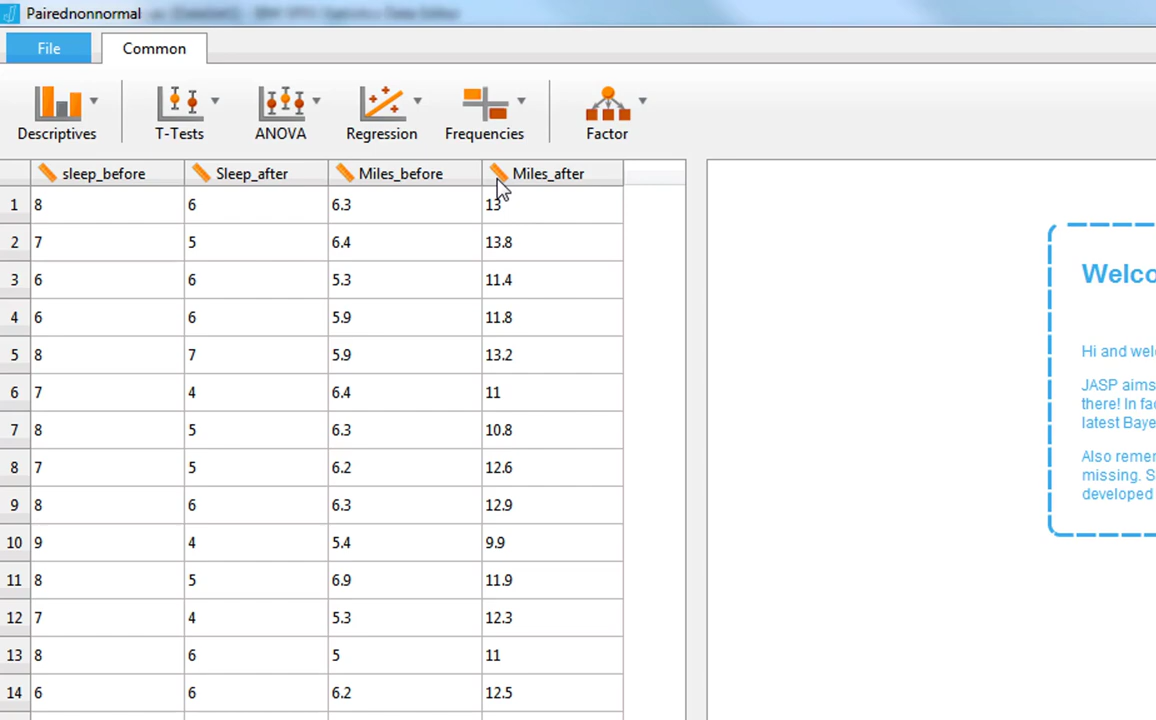 Pairednonnormal
File Common
Descriptives T-Tests ANOVA Regression Frequencies Factor
sleep_before Sleep_after Miles_before Miles_after
1 8 6 6.3 13
2 7 5 6.4 13.8
3 6 6 5.3 11.4
4 6 6 5.9 11.8
5 8 7 5.9 13.2
6 7 4 6.4 11
7 8 5 6.3 10.8
8 7 5 6.2 12.6
9 8 6 6.3 12.9
10 9 4 5.4 9.9
11 8 5 6.9 11.9
12 7 4 5.3 12.3
13 8 6 5 11
14 6 6 6.2 12.5
Welco
Hi and wel
JASP aims
there! In fac
latest Baye
Also remer
missing. S
developed